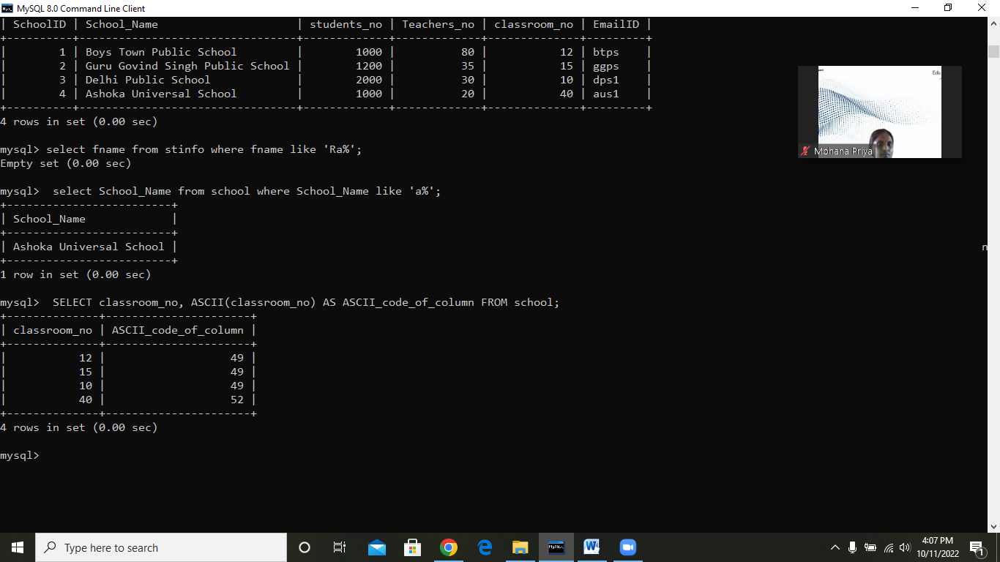 MySQL 8.0 Command Line Client
| SchoolID | School_Name                     | students_no | Teachers_no | classroom_no | EmailID |
+----------+---------------------------------+-------------+-------------+--------------+---------+
|        1 | Boys Town Public School         |        1000 |          80 |           12 | btps    |
|        2 | Guru Govind Singh Public School |        1200 |          35 |           15 | ggps    |
|        3 | Delhi Public School             |        2000 |          30 |           10 | dps1    |
|        4 | Ashoka Universal School         |        1000 |          20 |           40 | aus1    |
+----------+---------------------------------+-------------+-------------+--------------+---------+
4 rows in set (0.00 sec)
mysql> select fname from stinfo where fname like 'Ra%';
Empty set (0.00 sec)
mysql>  select School_Name from school where School_Name like 'a%';
+-------------------------+
| School_Name             |
+-------------------------+
| Ashoka Universal School |
+-------------------------+
1 row in set (0.00 sec)
mysql>  SELECT classroom_no, ASCII(classroom_no) AS ASCII_code_of_column FROM school;
+--------------+----------------------+
| classroom_no | ASCII_code_of_column |
+--------------+----------------------+
|           12 |                   49 |
|           15 |                   49 |
|           10 |                   49 |
|           40 |                   52 |
+--------------+----------------------+
4 rows in set (0.00 sec)
mysql>
Edu
Mohana Priya
n
Type here to search
4:07 PM
10/11/2022
1